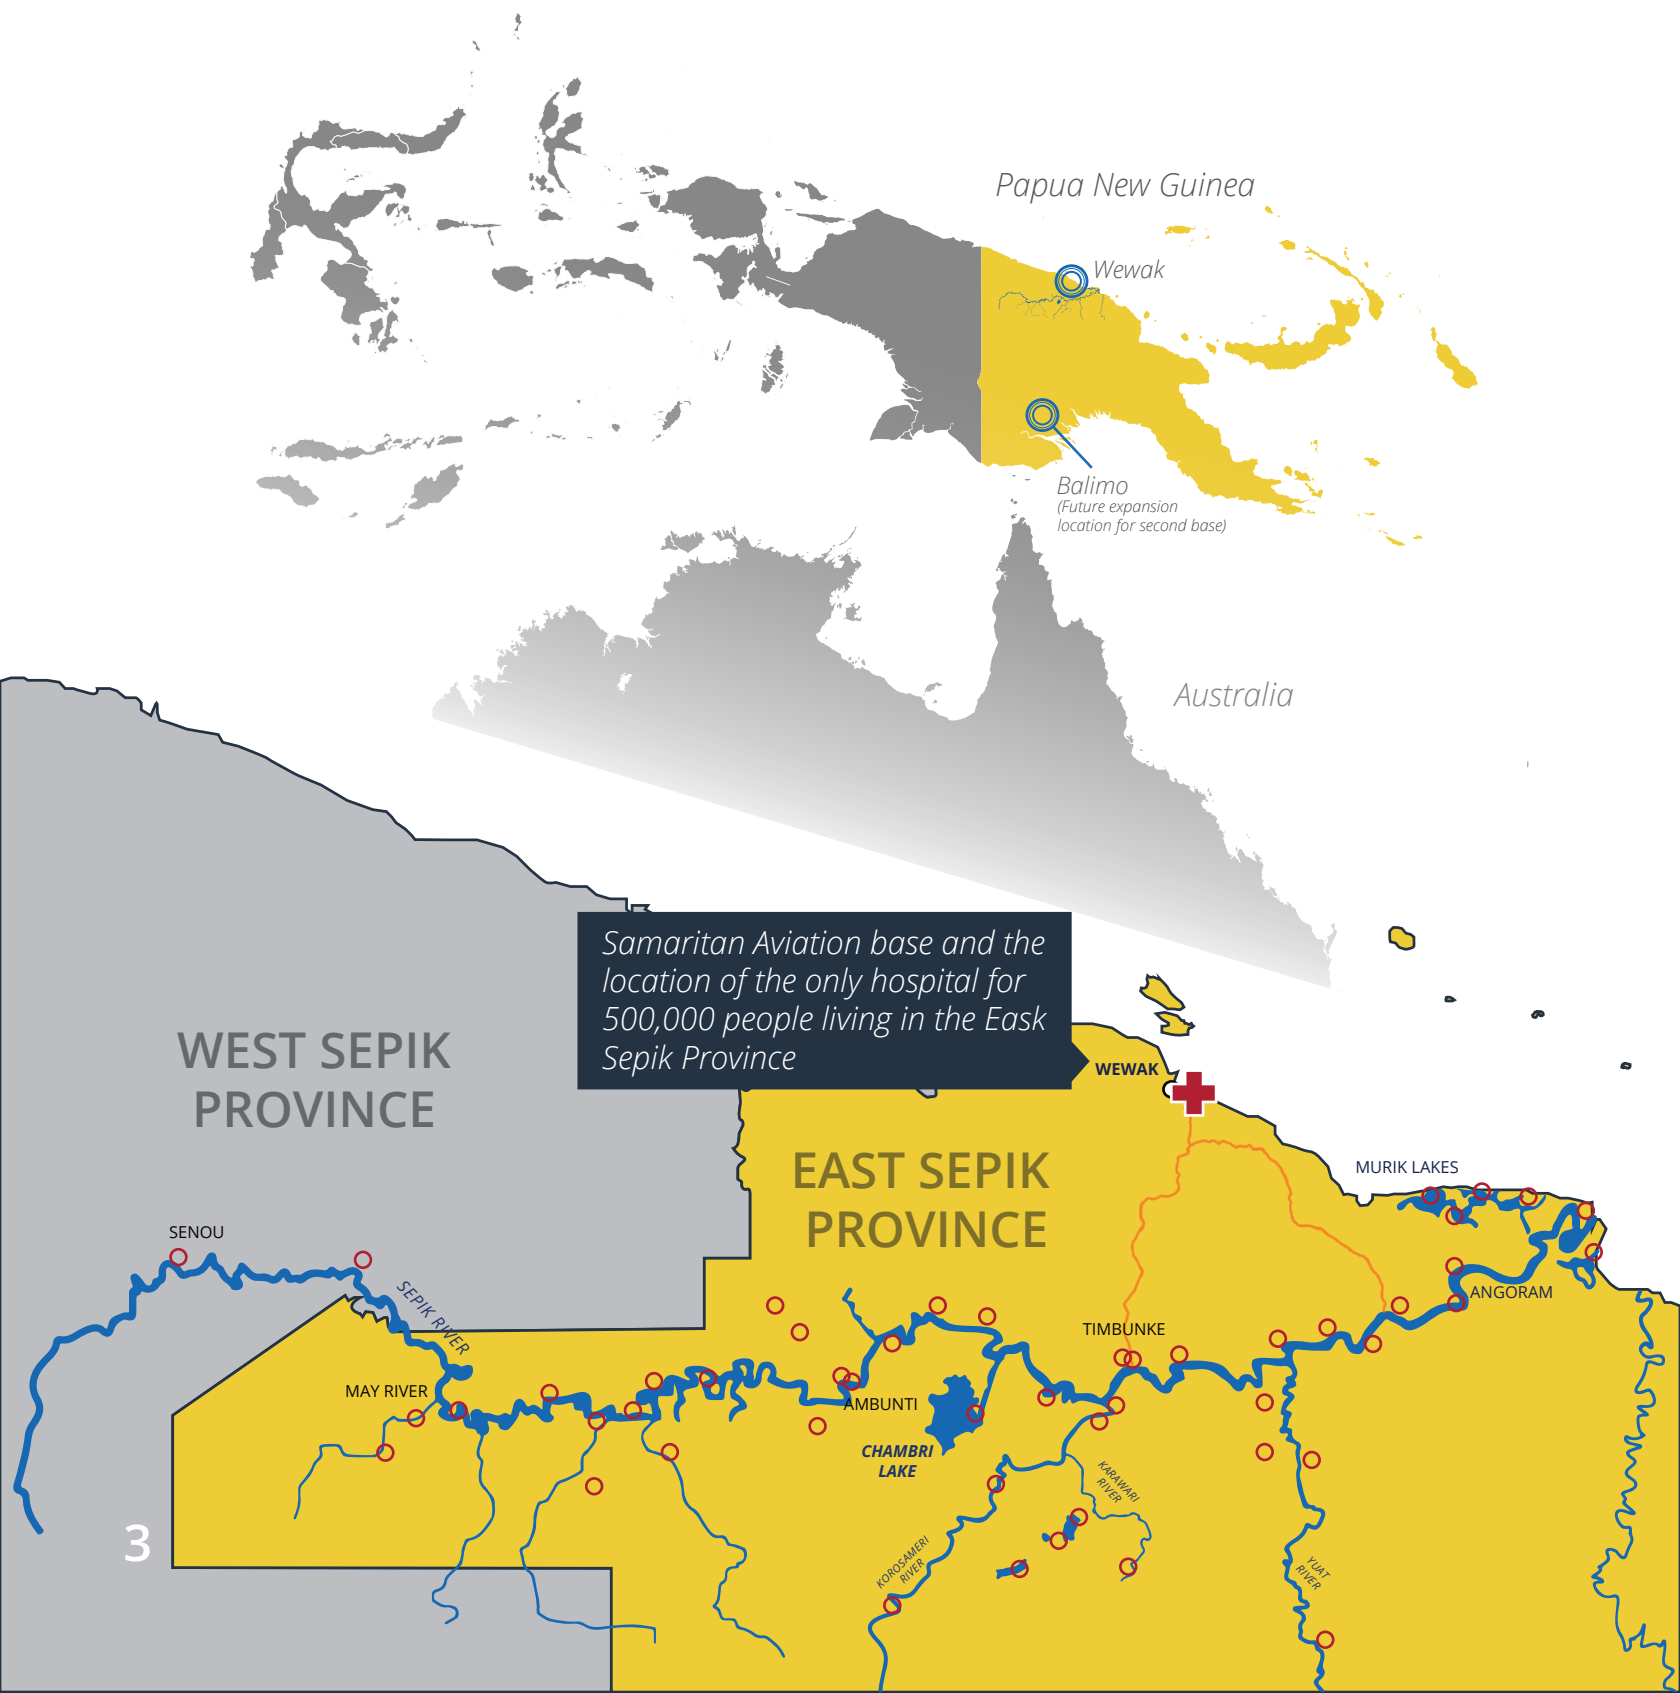 Papua New Guinea
Wewak
Balimo
(Future expansion
location for second base)
Australia
Samaritan Aviation base and the
location of the only hospital for
500,000 people living in the Eask
Sepik Province
WEWAK
WEST SEPIK
PROVINCE
EAST SEPIK
PROVINCE
MURIK LAKES
SENOU
SEPIK RIVER
ANGORAM
TIMBUNKE
MAY RIVER
AMBUNTI
CHAMBRI
LAKE
KARAWARI
RIVER
KOROSAMERI
RIVER
YUAT
RIVER
3